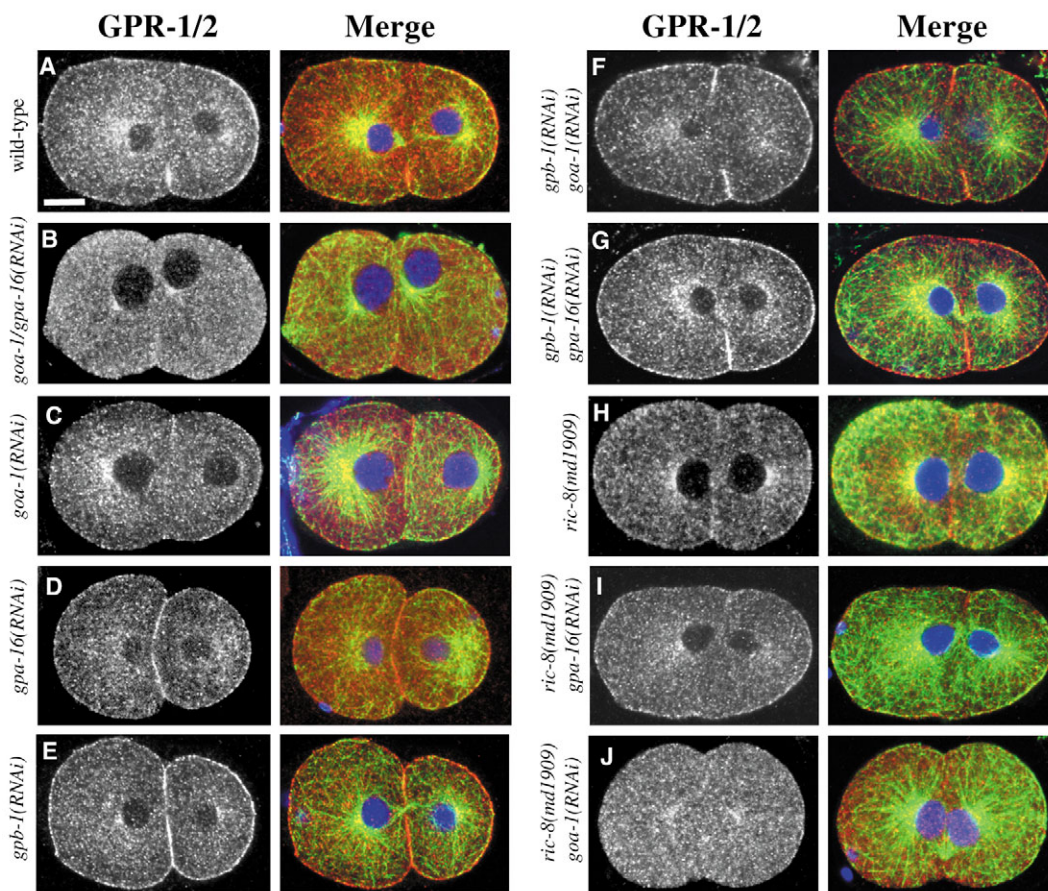 GPR-1/2 Merge GPR-1/2 Merge
A
wild-type
B
goa-1/gpa-16(RNAi)
C
goa-1(RNAi)
D
gpa-16(RNAi)
E
gpb-1(RNAi)
F
gpb-1(RNAi)
goa-1(RNAi)
G
gpb-1(RNAi)
gpa-16(RNAi)
H
ric-8(md1909)
I
ric-8(md1909)
gpa-16(RNAi)
J
ric-8(md1909)
goa-1(RNAi)